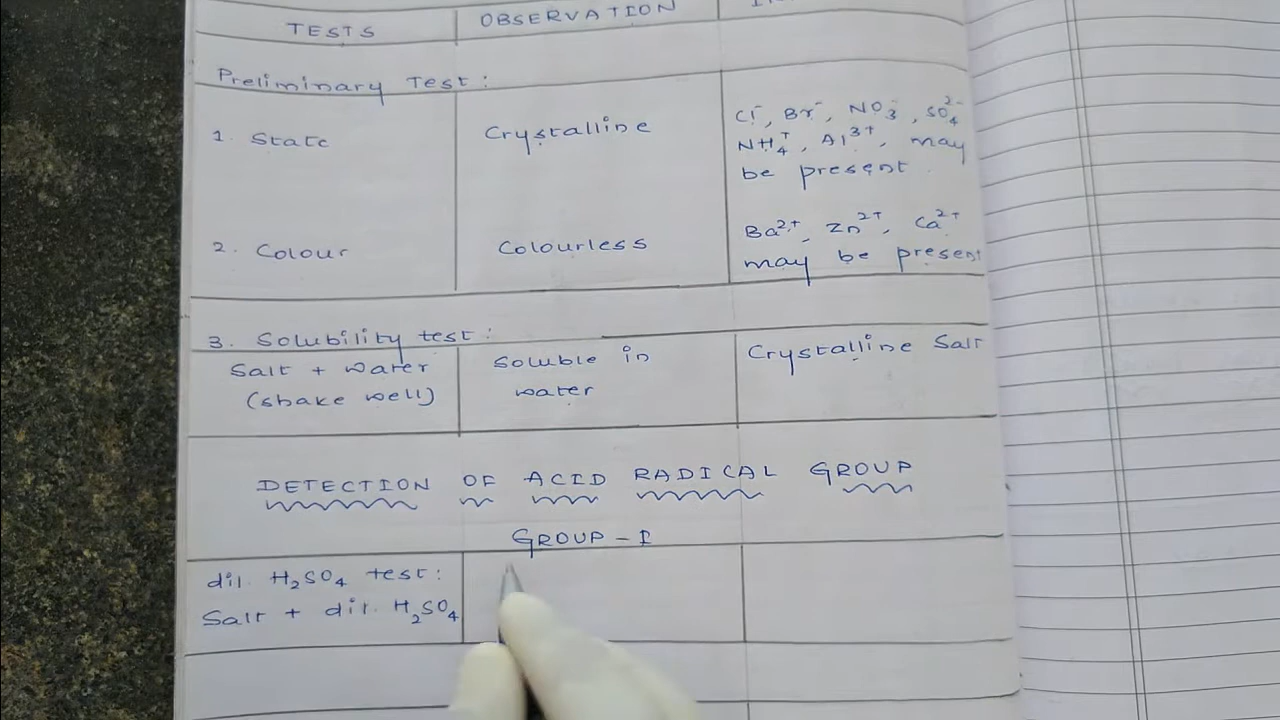 TESTS OBSERVATION
Preliminary Test:
1. State Crystalline Cl⁻, Br⁻, NO₃⁻, SO₄²⁻
NH₄⁺, Al³⁺, may
be present.
2. Colour Colourless Ba²⁺, Zn²⁺, Ca²⁺
may be present
3. Solubility test:
Salt + water Soluble in Crystalline Salt
(shake well) water
DETECTION OF ACID RADICAL GROUP
GROUP - I
dil. H₂SO₄ test:
Salt + dil. H₂SO₄